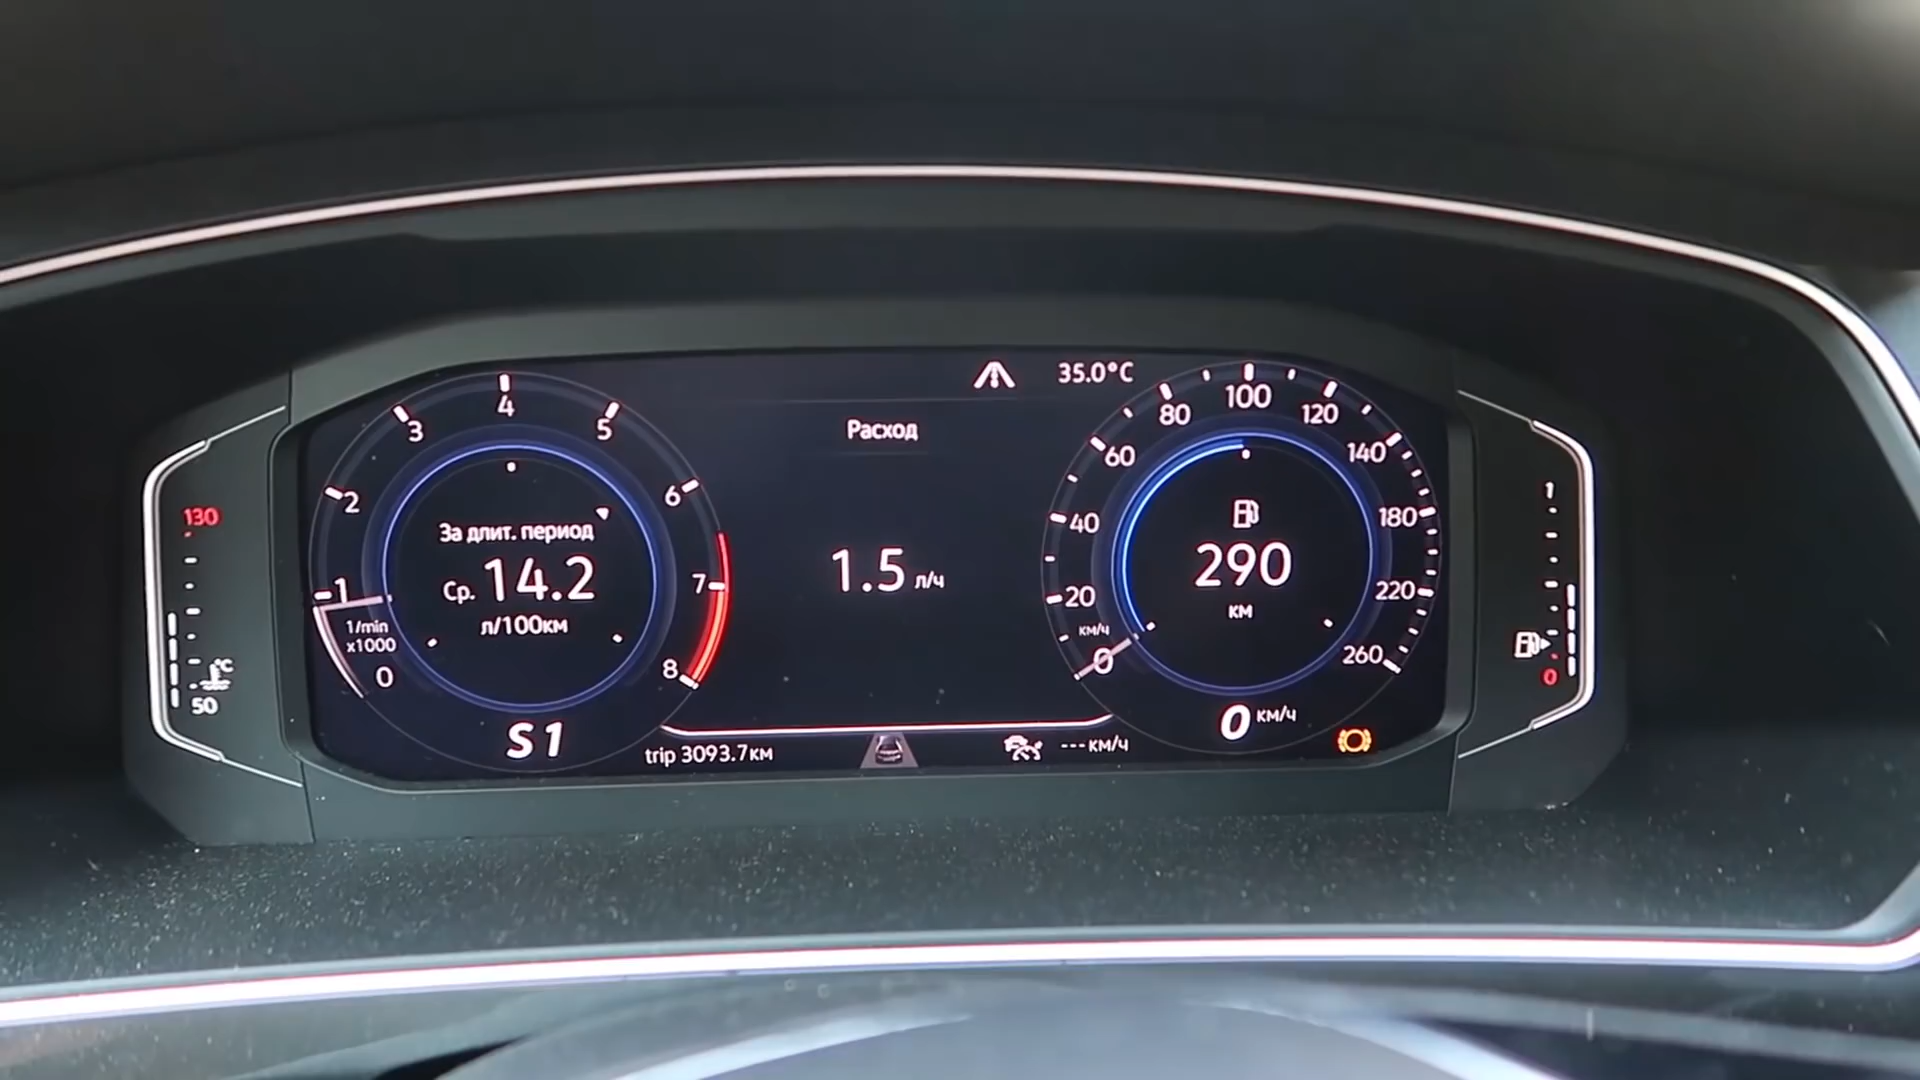 35.0°C
Расход
1
2
3
4
5
6
7
8
0
1/min
x1000
За длит. период
Ср. 14.2
л/100км
S1
1.5 л/ч
0
20
40
60
80
100
120
140
180
220
260
км/ч
290
км
0 км/ч
trip 3093.7км
--- км/ч
130
°C
50
1
0